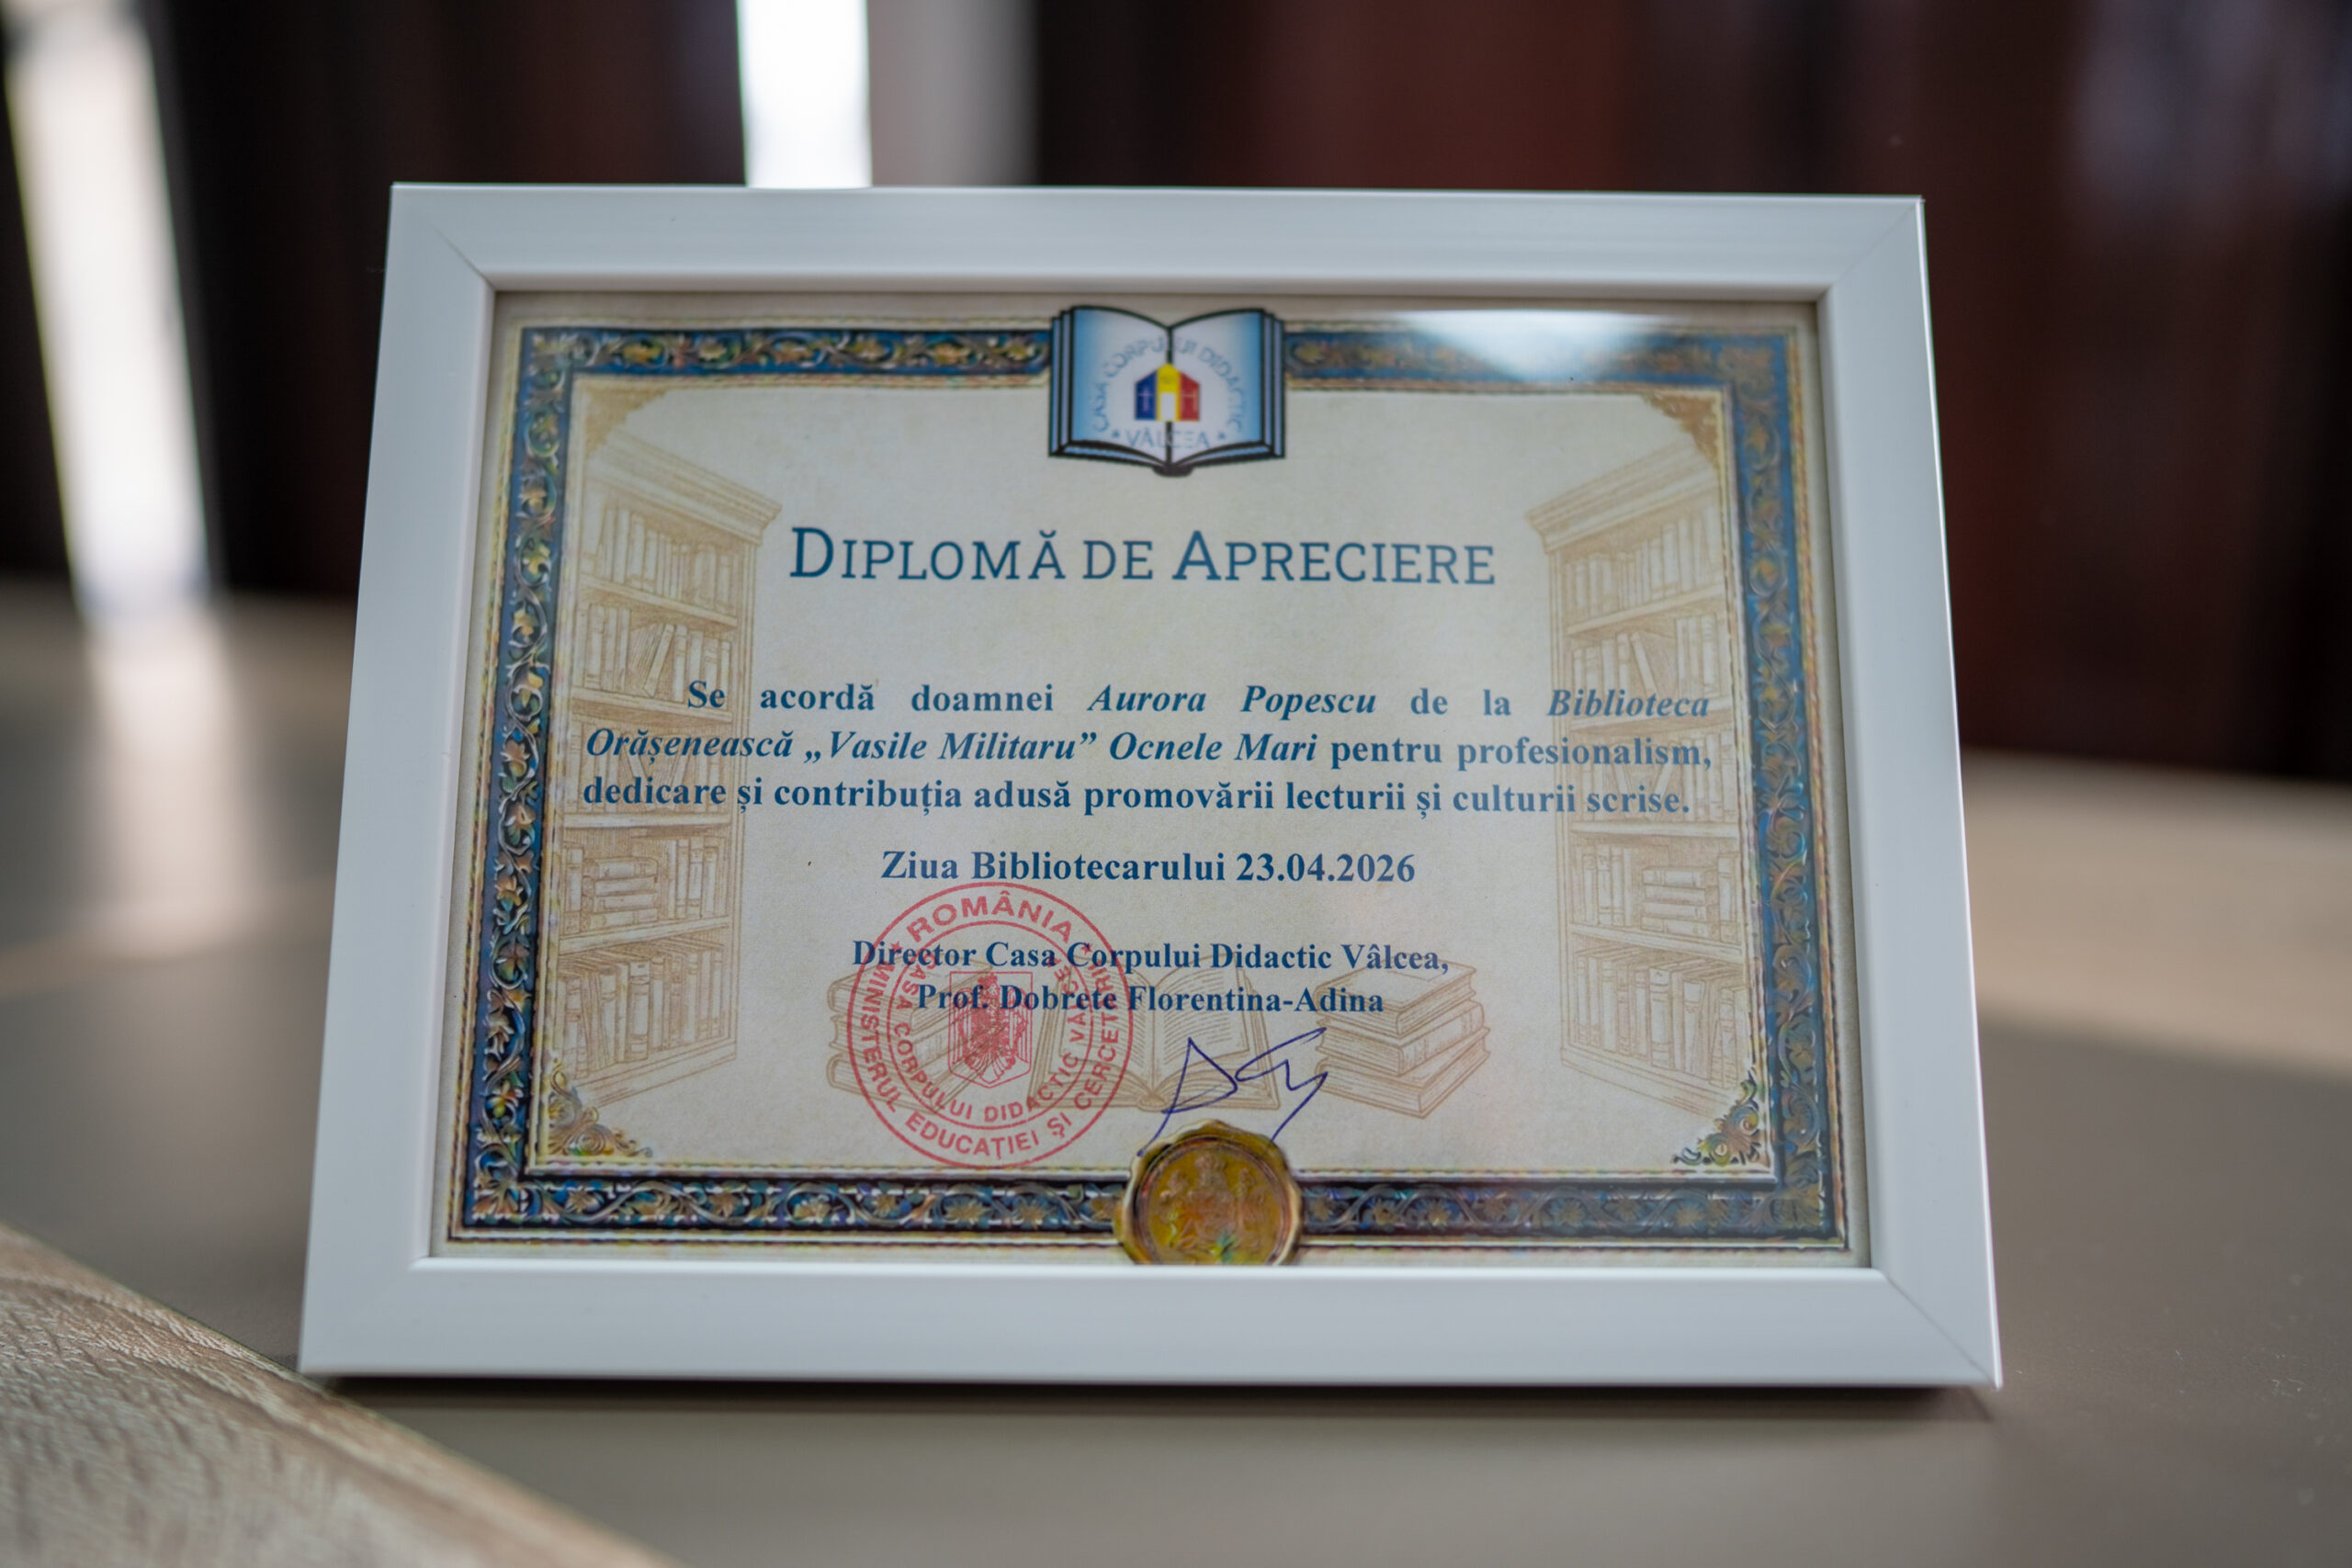 CASA CORPULUI DIDACTIC
* VÂLCEA *
DIPLOMĂ DE APRECIERE
Se acordă doamnei Aurora Popescu de la Biblioteca
Orășenească „Vasile Militaru” Ocnele Mari pentru profesionalism,
dedicare și contribuția adusă promovării lecturii și culturii scrise.
Ziua Bibliotecarului 23.04.2026
Director Casa Corpului Didactic Vâlcea,
Prof. Dobrete Florentina-Adina
* ROMÂNIA *
MINISTERUL EDUCAȚIEI ȘI CERCETĂRII
CASA CORPULUI DIDACTIC VÂLCEA